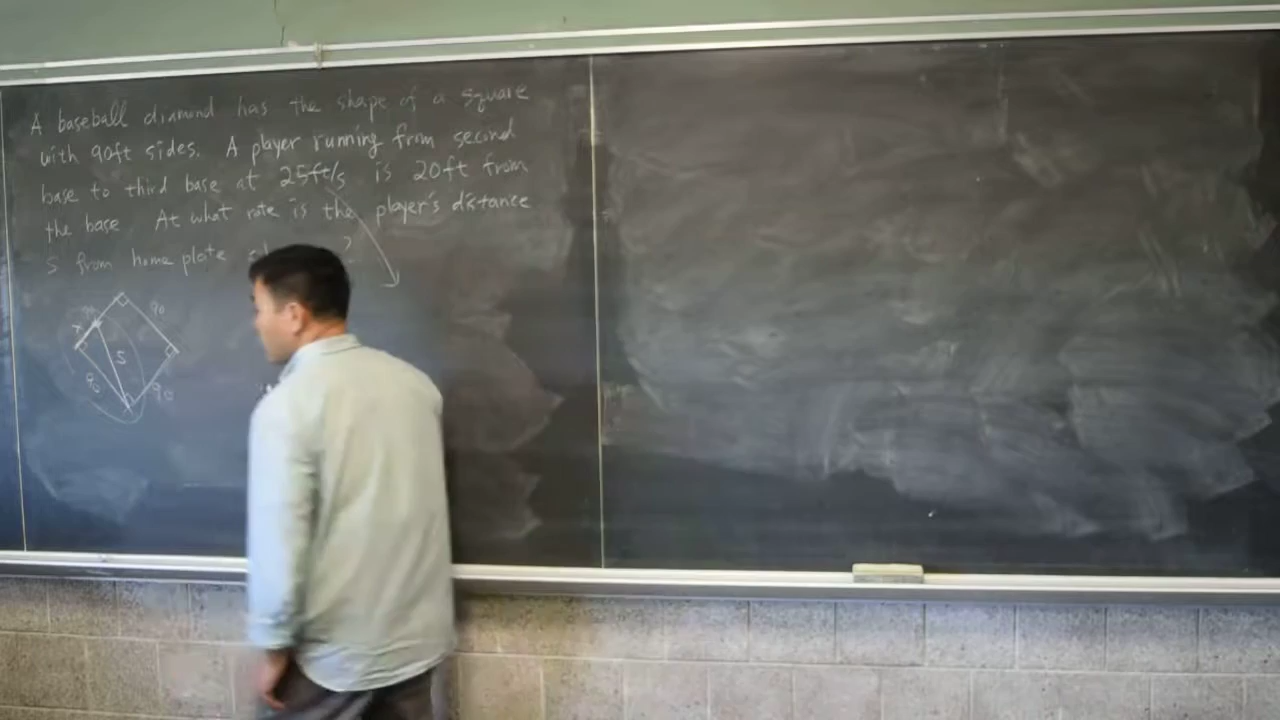 A baseball diamond has the shape of a square
with 90ft sides. A player running from second
base to third base at 25ft/s is 20ft from
the base. At what rate is the player's distance
s from home plate ?
90
x
s
90
90